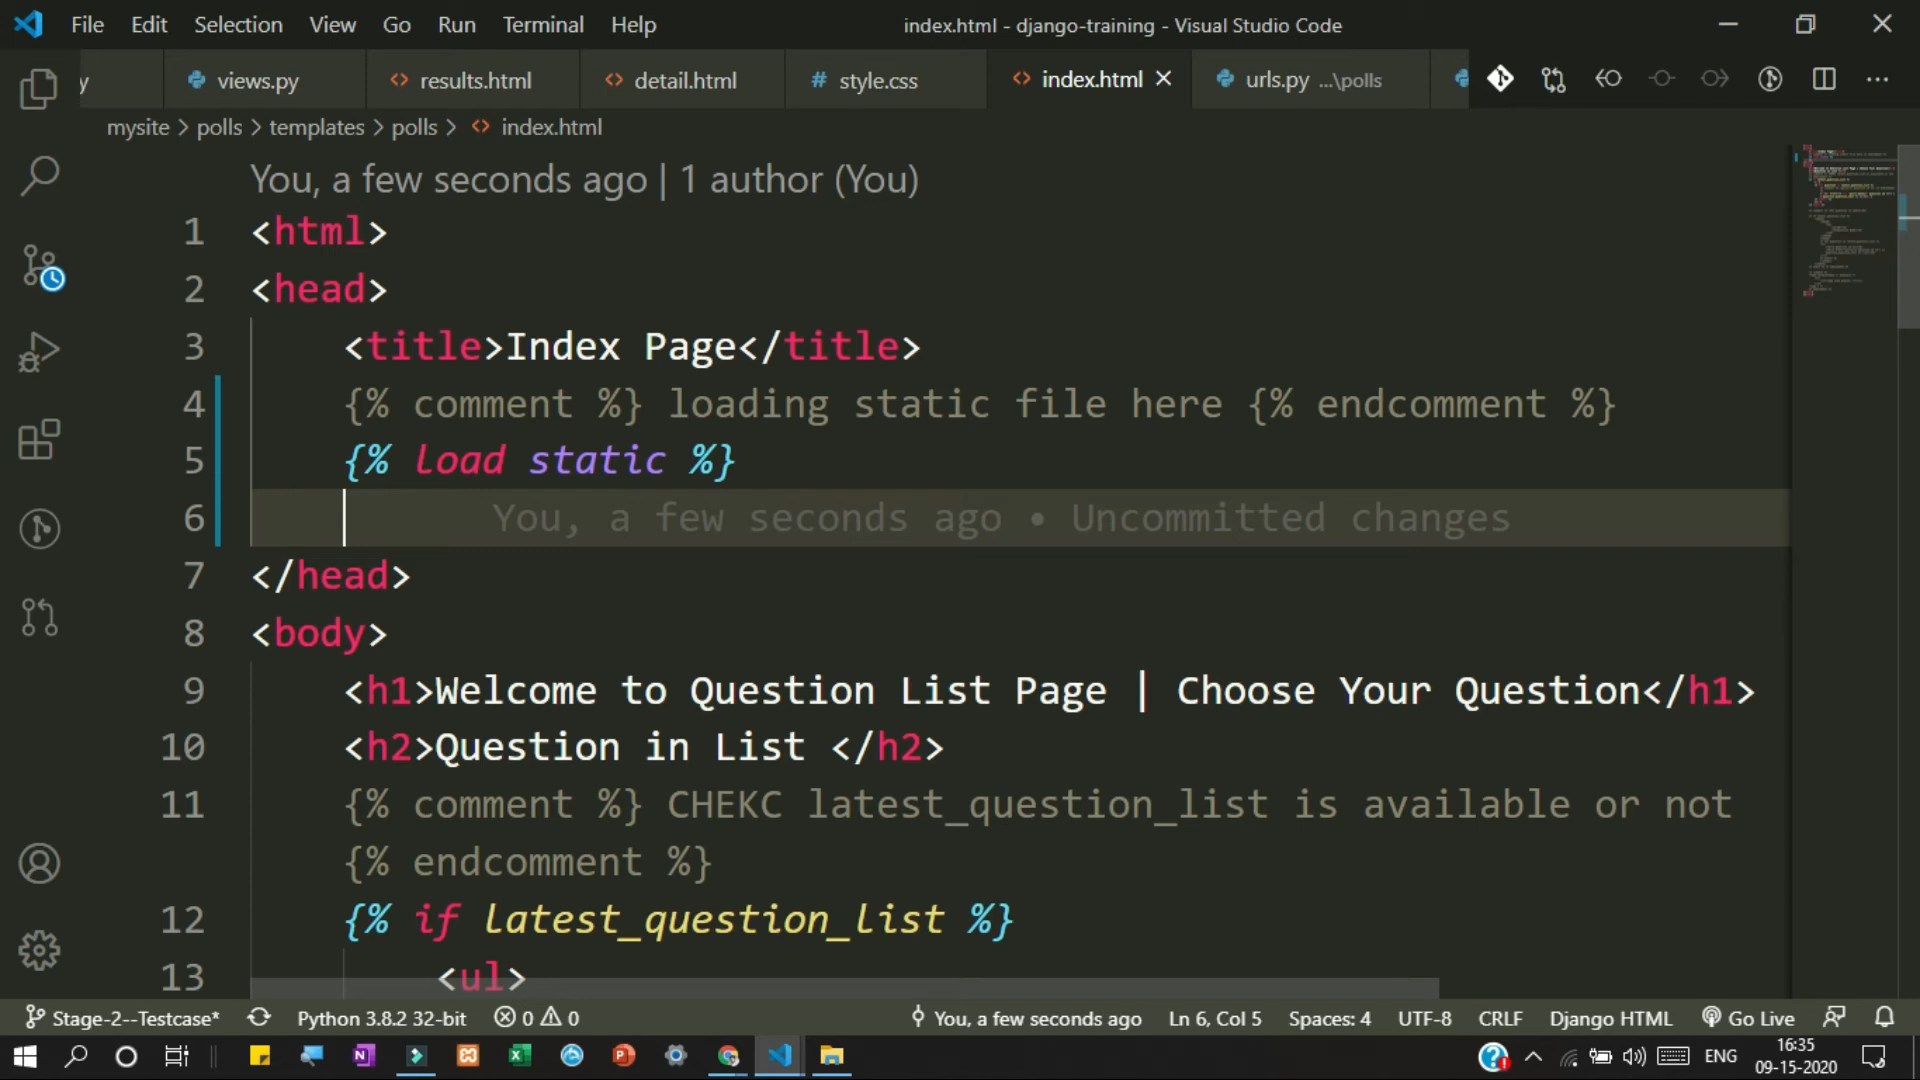 File Edit Selection View Go Run Terminal Help index.html - django-training - Visual Studio Code
y views.py results.html detail.html # style.css index.html urls.py ...\polls
mysite > polls > templates > polls > index.html
You, a few seconds ago | 1 author (You)
1 <html>
2 <head>
3 <title>Index Page</title>
4 {% comment %} loading static file here {% endcomment %}
5 {% load static %}
6 You, a few seconds ago • Uncommitted changes
7 </head>
8 <body>
9 <h1>Welcome to Question List Page | Choose Your Question</h1>
10 <h2>Question in List </h2>
11 {% comment %} CHEKC latest_question_list is available or not
{% endcomment %}
12 {% if latest_question_list %}
13 <ul>
Stage-2--Testcase* Python 3.8.2 32-bit 0 0 You, a few seconds ago Ln 6, Col 5 Spaces: 4 UTF-8 CRLF Django HTML Go Live
ENG 16:35
09-15-2020